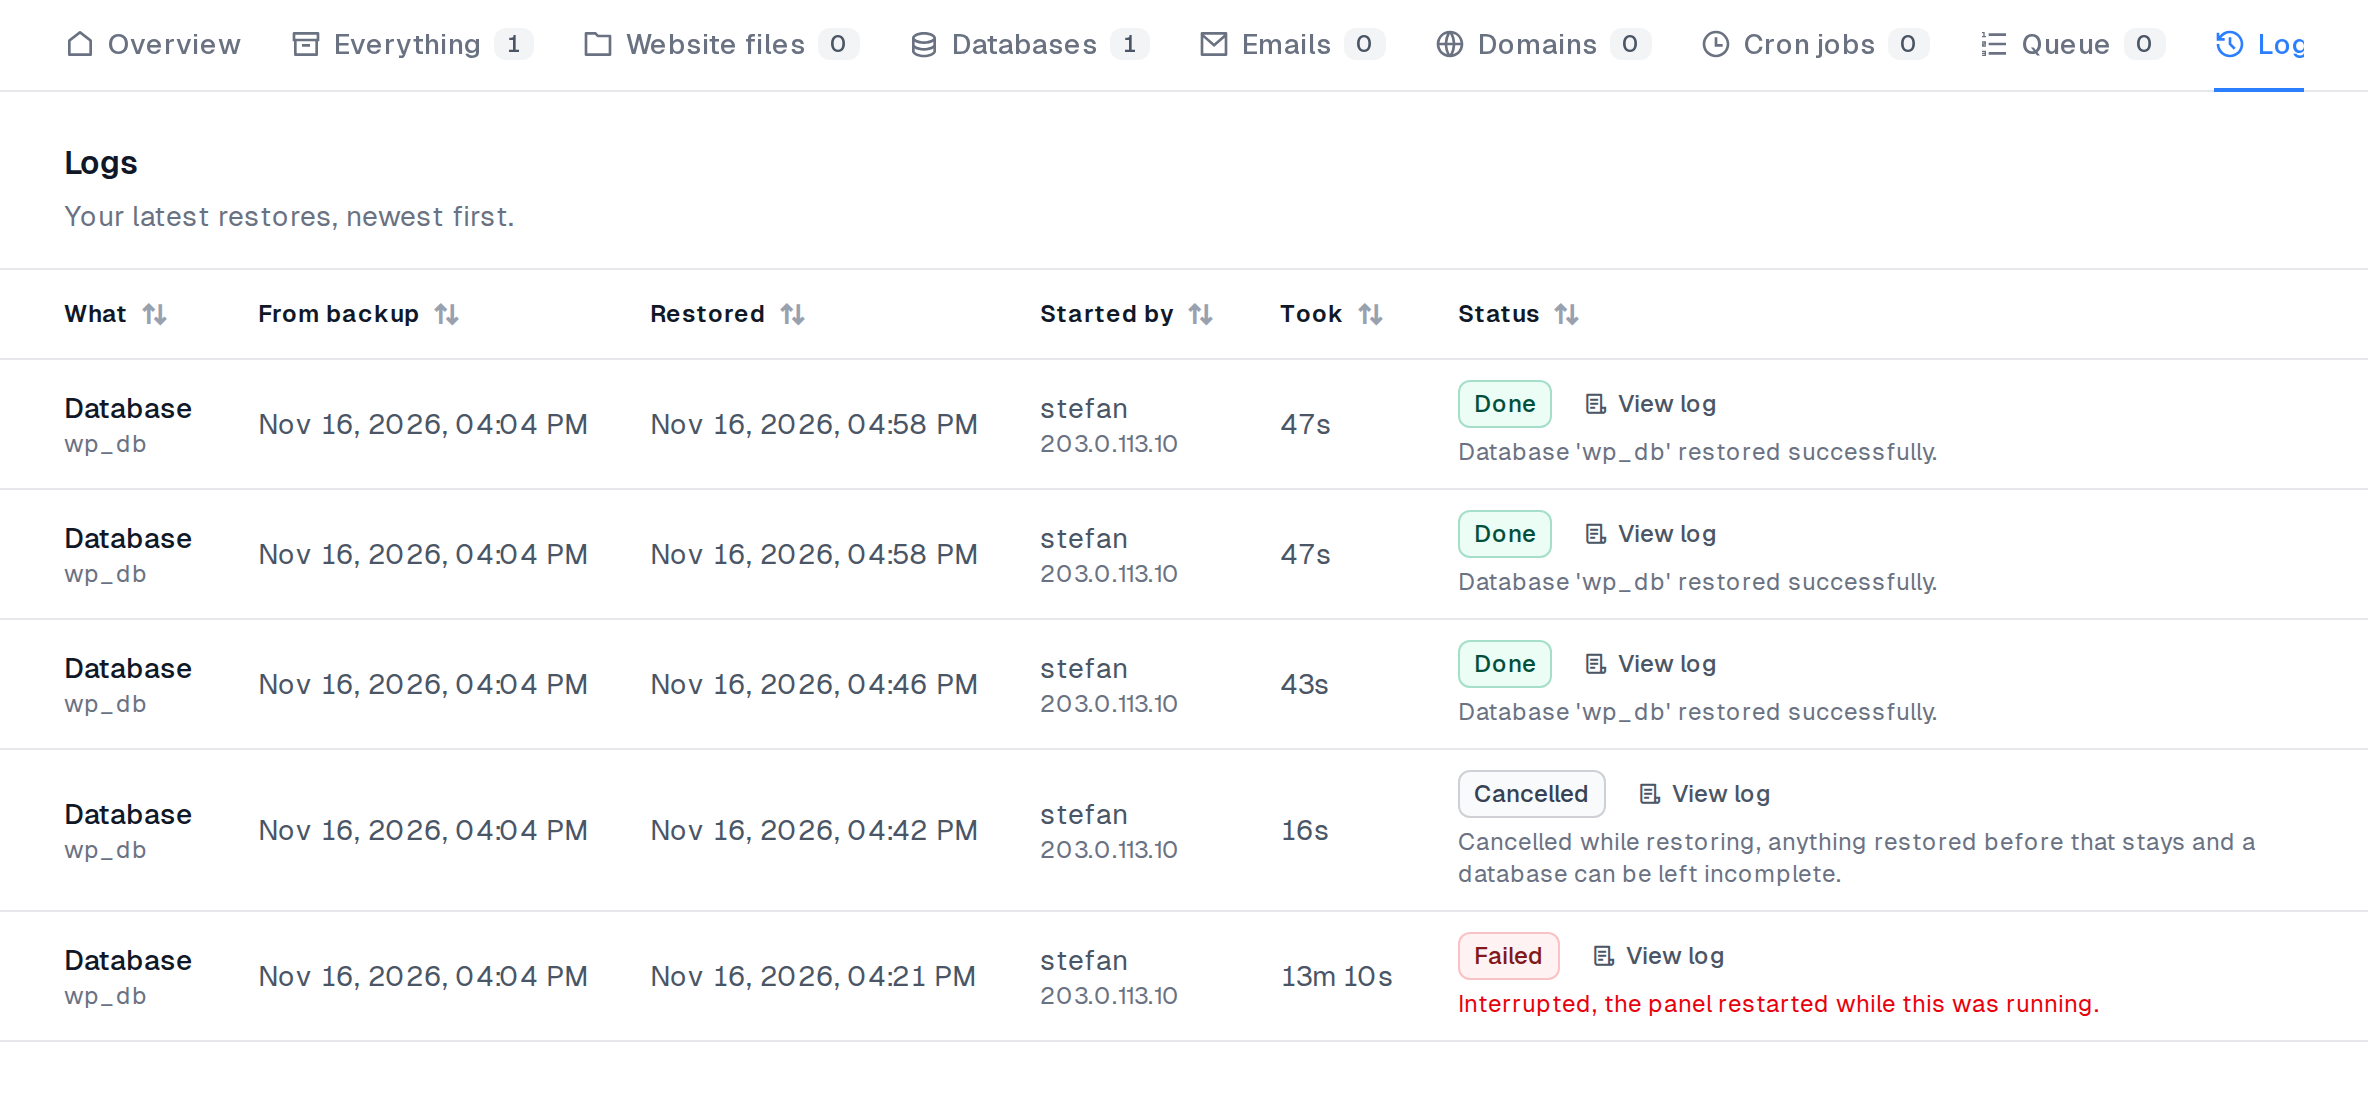 Overview Everything 1 Website files 0 Databases 1 Emails 0 Domains 0 Cron jobs 0 Queue 0 Log
Logs
Your latest restores, newest first.
What From backup Restored Started by Took Status
Database
wp_db
Nov 16, 2026, 04:04 PM
Nov 16, 2026, 04:58 PM
stefan
203.0.113.10
47s
Done View log
Database 'wp_db' restored successfully.
Database
wp_db
Nov 16, 2026, 04:04 PM
Nov 16, 2026, 04:58 PM
stefan
203.0.113.10
47s
Done View log
Database 'wp_db' restored successfully.
Database
wp_db
Nov 16, 2026, 04:04 PM
Nov 16, 2026, 04:46 PM
stefan
203.0.113.10
43s
Done View log
Database 'wp_db' restored successfully.
Database
wp_db
Nov 16, 2026, 04:04 PM
Nov 16, 2026, 04:42 PM
stefan
203.0.113.10
16s
Cancelled View log
Cancelled while restoring, anything restored before that stays and a
database can be left incomplete.
Database
wp_db
Nov 16, 2026, 04:04 PM
Nov 16, 2026, 04:21 PM
stefan
203.0.113.10
13m 10s
Failed View log
Interrupted, the panel restarted while this was running.